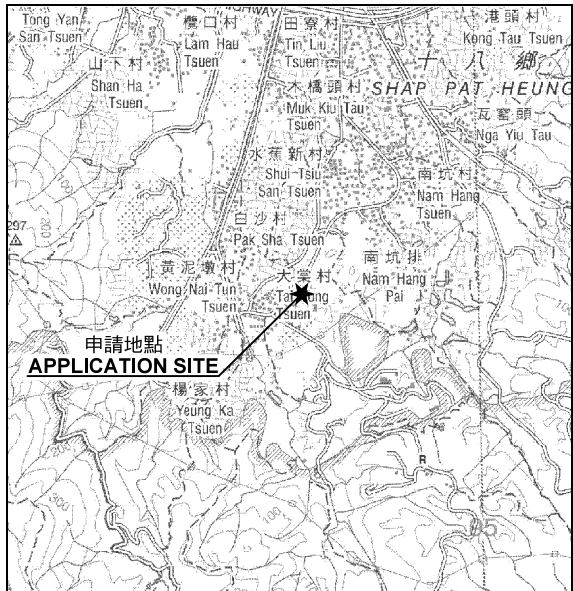 HIGHWAY
Tong Yan
San Tsuen
欖口村
Lam Hau
Tsuen
田寮村
Tin Liu
Tsuen
港頭村
Kong Tau Tsuen
山下村
Shan Ha
Tsuen
木橋頭村
Muk Kiu Tau
Tsuen
十八鄉
SHAP PAT HEUNG
瓦窰頭
Nga Yiu Tau
水蕉新村
Shui Tsiu
San Tsuen
南坑村
Nam Hang
Tsuen
100
200
297
白沙村
Pak Sha Tsuen
黃泥墩村
Wong Nai Tun
Tsuen
大棠村
Tai Tong
Tsuen
南坑排
Nam Hang
Pai
申請地點
APPLICATION SITE
楊家村
Yeung Ka
Tsuen
R
300
100
05